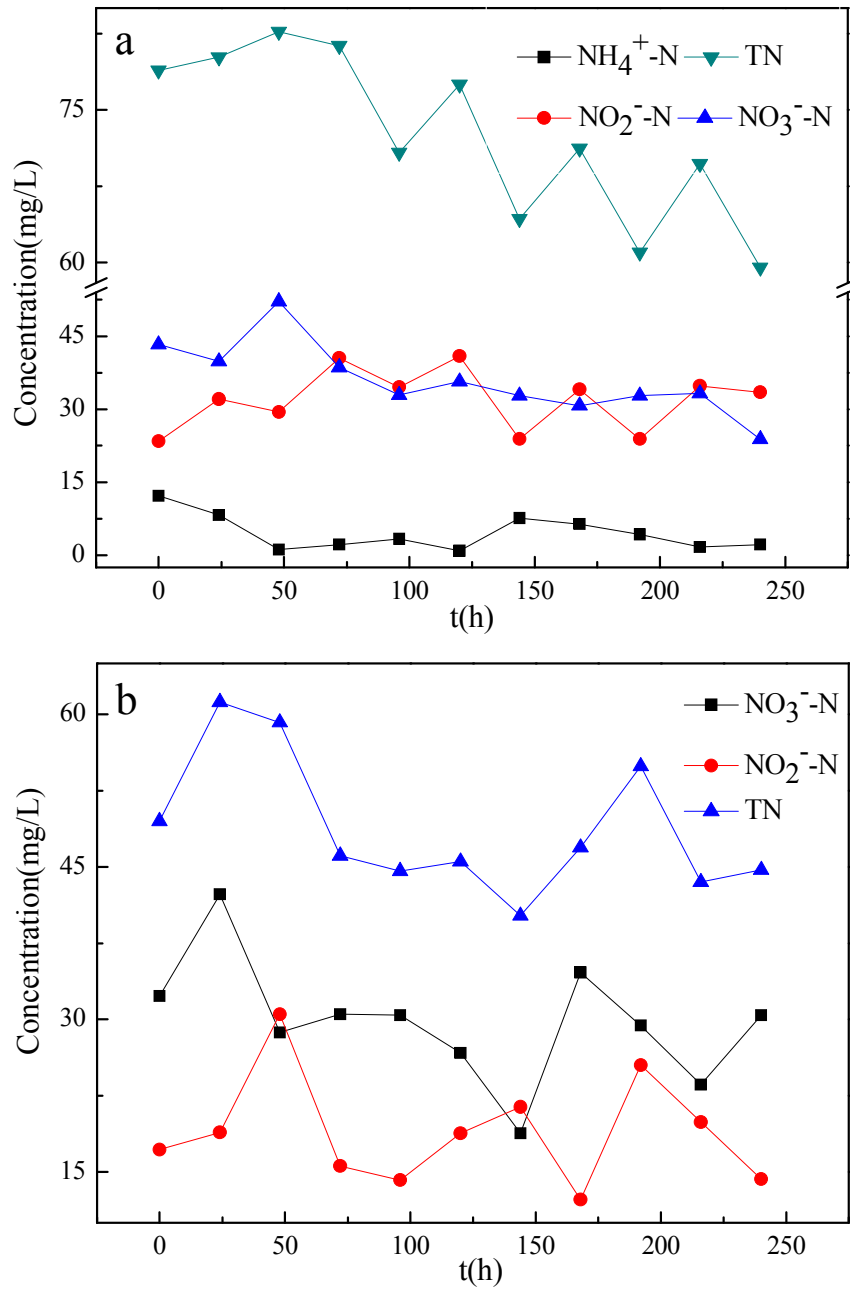 a
NH₄⁺-N TN
NO₂⁻-N NO₃⁻-N
Concentration(mg/L)
75
60
45
30
15
0
0 50 100 150 200 250
t(h)
b
NO₃⁻-N
NO₂⁻-N
TN
Concentration(mg/L)
60
45
30
15
0 50 100 150 200 250
t(h)